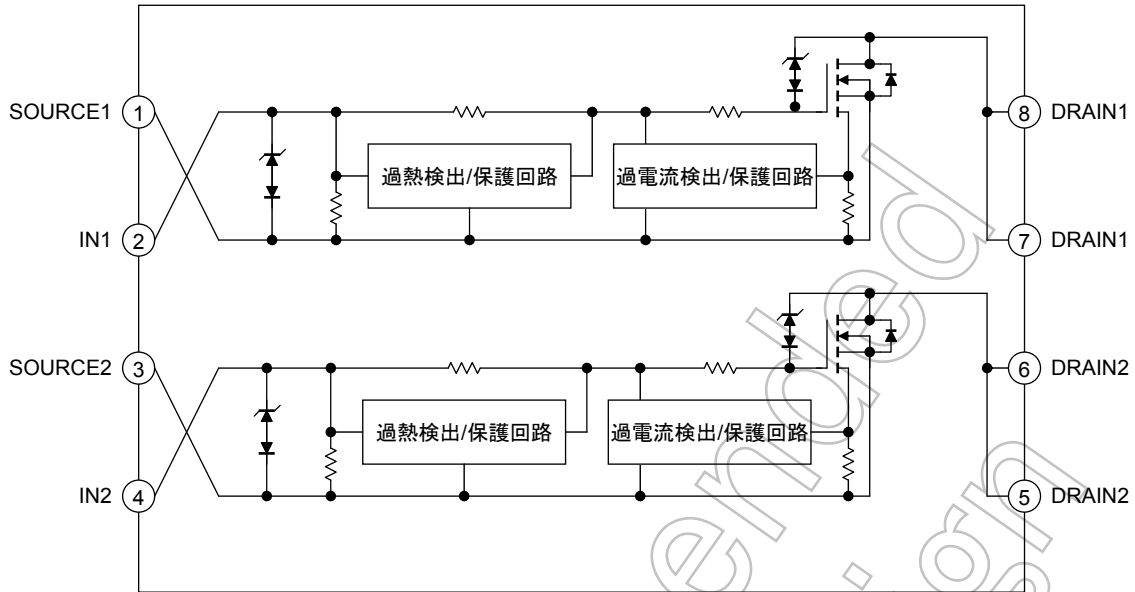 SOURCE1 1
8 DRAIN1
過熱検出/保護回路
過電流検出/保護回路
IN1 2
7 DRAIN1
SOURCE2 3
6 DRAIN2
過熱検出/保護回路
過電流検出/保護回路
IN2 4
5 DRAIN2